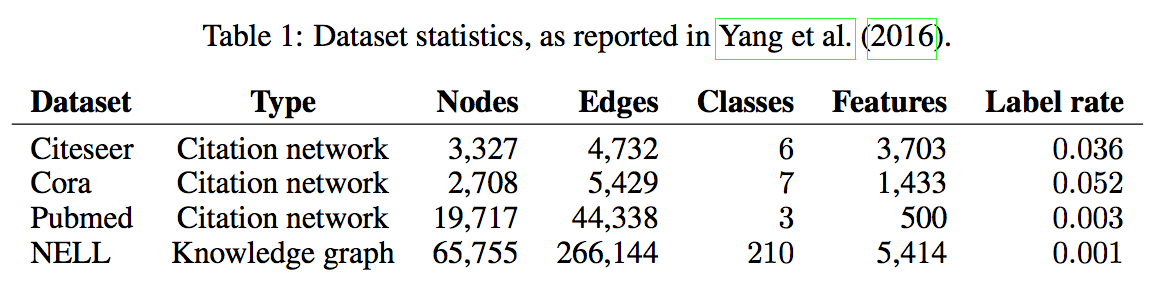 Table 1: Dataset statistics, as reported in Yang et al. (2016).
Dataset Type Nodes Edges Classes Features Label rate
Citeseer Citation network 3,327 4,732 6 3,703 0.036
Cora Citation network 2,708 5,429 7 1,433 0.052
Pubmed Citation network 19,717 44,338 3 500 0.003
NELL Knowledge graph 65,755 266,144 210 5,414 0.001